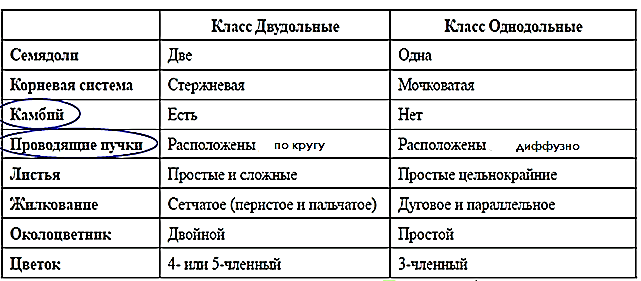 Класс Двудольные Класс Однодольные
Семядоли Две Одна
Корневая система Стержневая Мочковатая
Камбий Есть Нет
Проводящие пучки Расположены по кругу Расположены диффузно
Листья Простые и сложные Простые цельнокрайние
Жилкование Сетчатое (перистое и пальчатое) Дуговое и параллельное
Околоцветник Двойной Простой
Цветок 4- или 5-членный 3-членный